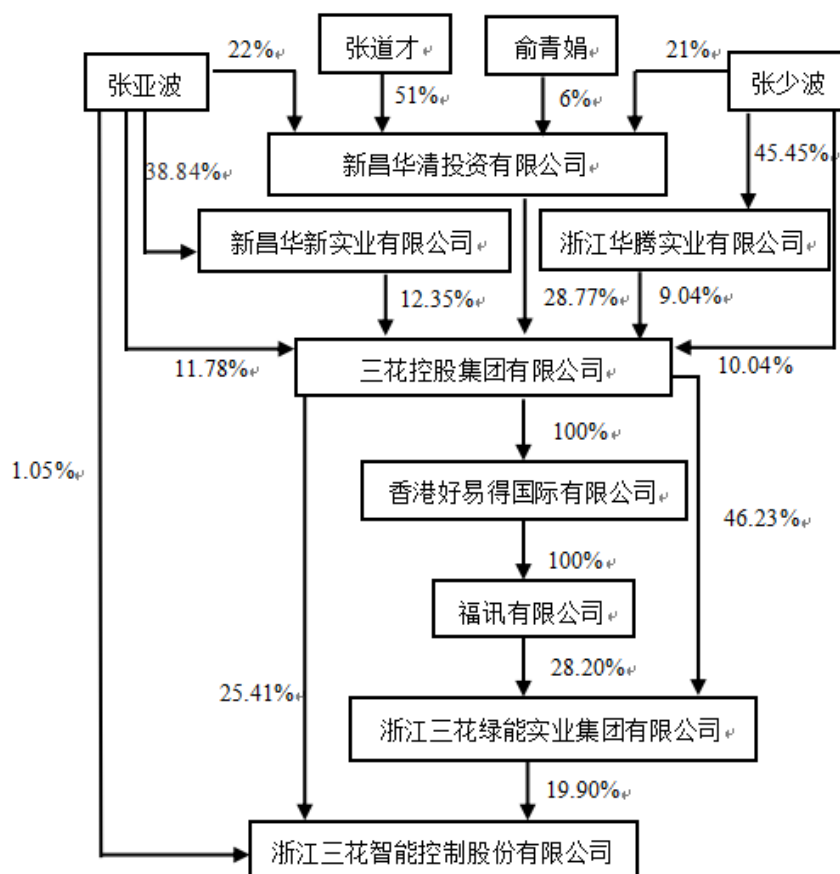 22%
张道才
俞青娟
21%
张亚波
张少波
51%
6%
38.84%
新昌华清投资有限公司
45.45%
新昌华新实业有限公司
浙江华腾实业有限公司
12.35%
28.77%
9.04%
11.78%
三花控股集团有限公司
10.04%
100%
1.05%
香港好易得国际有限公司
46.23%
100%
福讯有限公司
28.20%
25.41%
浙江三花绿能实业集团有限公司
19.90%
浙江三花智能控制股份有限公司